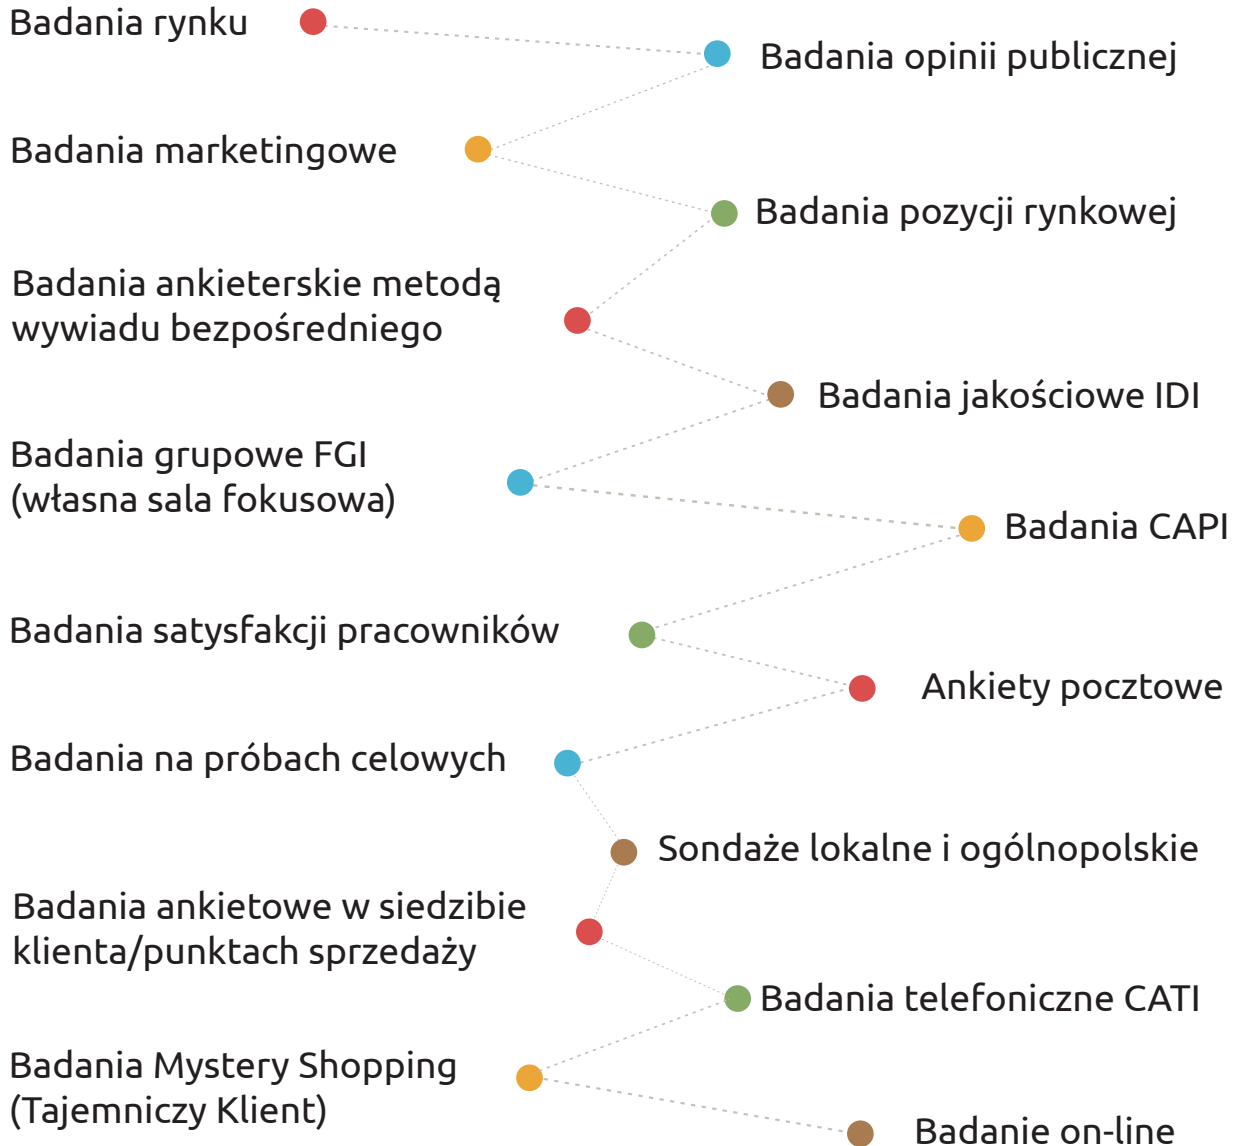 Badania rynku
Badania opinii publicznej
Badania marketingowe
Badania pozycji rynkowej
Badania ankieterskie metodą
wywiadu bezpośredniego
Badania jakościowe IDI
Badania grupowe FGI
(własna sala fokusowa)
Badania CAPI
Badania satysfakcji pracowników
Ankiety pocztowe
Badania na próbach celowych
Sondaże lokalne i ogólnopolskie
Badania ankietowe w siedzibie
klienta/punktach sprzedaży
Badania telefoniczne CATI
Badania Mystery Shopping
(Tajemniczy Klient)
Badanie on-line